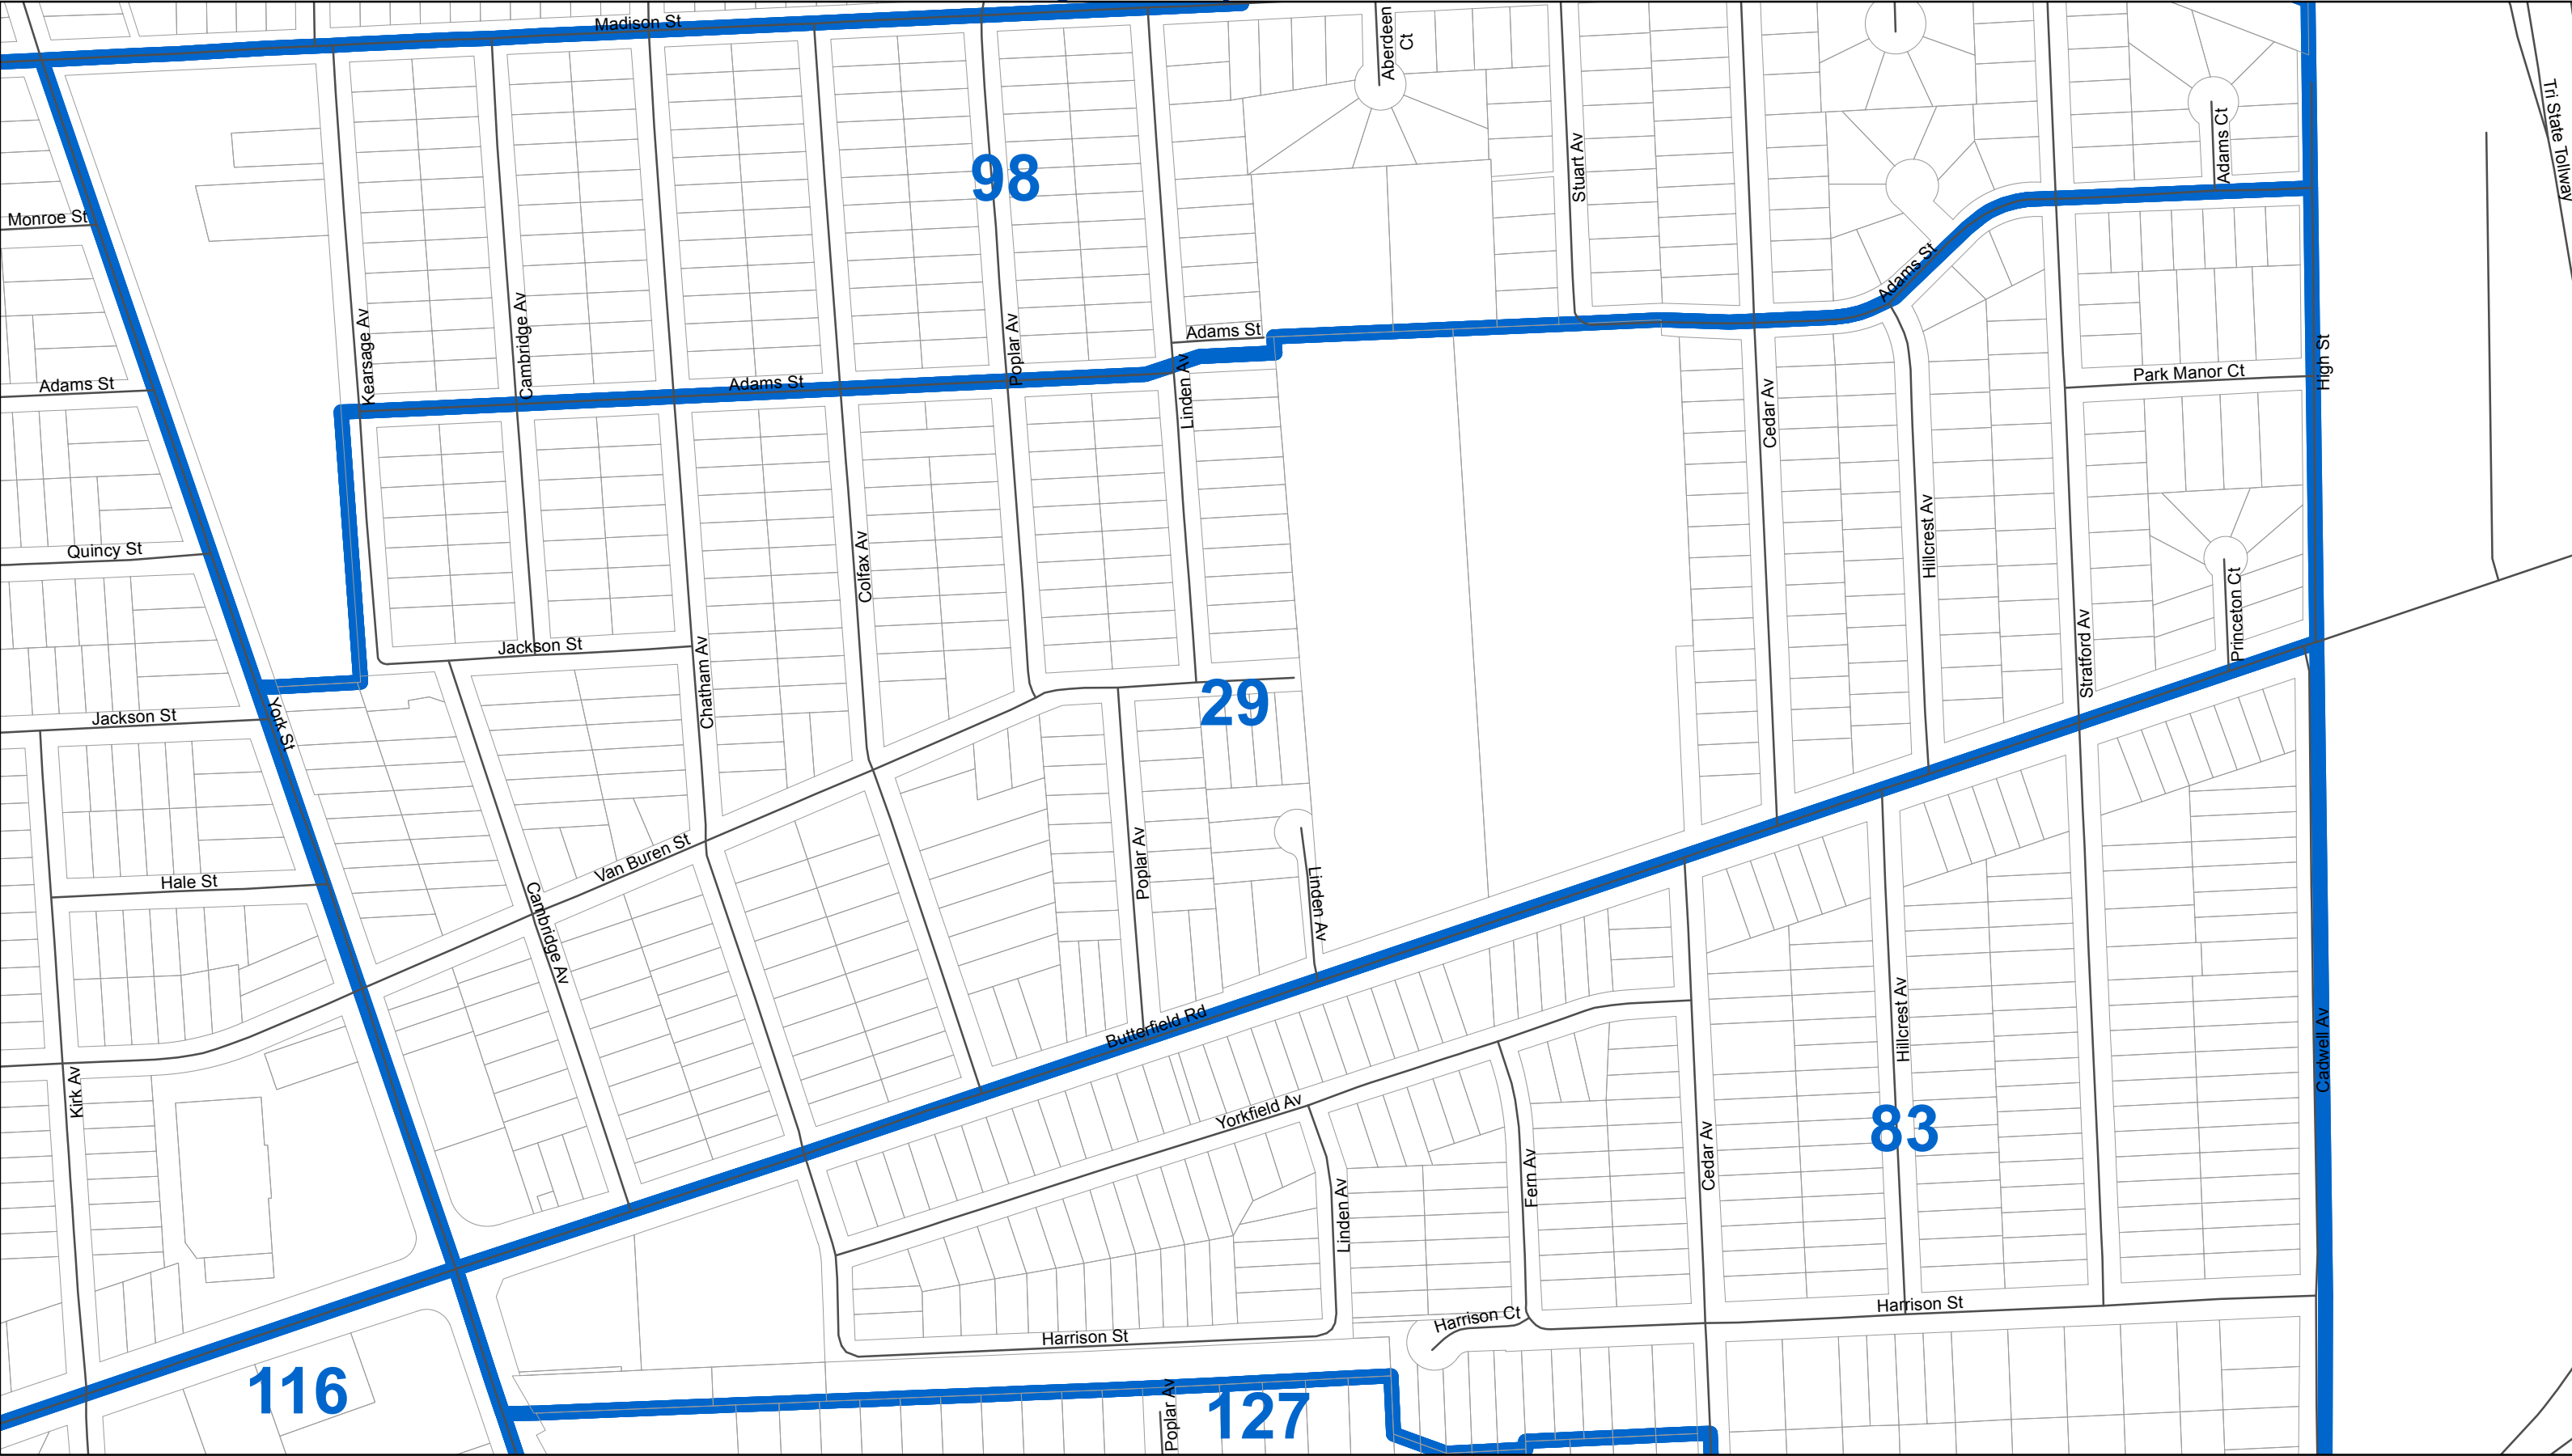 Madison St
Aberdeen
Ct
Tri State Tollway
Adams Ct
Stuart Av
98
Monroe St
Adams St
Adams St
Kearsage Av
Cambridge Av
Poplar Av
High St
Park Manor Ct
Adams St
Adams St
Linden Av
Cedar Av
Quincy St
Colfax Av
Hillcrest Av
Princeton Ct
Jackson St
Stratford Av
Chatham Av
29
Jackson St
York St
Van Buren St
Poplar Av
Hale St
Linden Av
Cambridge Av
Butterfield Rd
Hillcrest Av
Cadwell Av
Kirk Av
Yorkfield Av
83
Cedar Av
Fern Av
Linden Av
Harrison St
Harrison Ct
Harrison St
116
127
Poplar Av